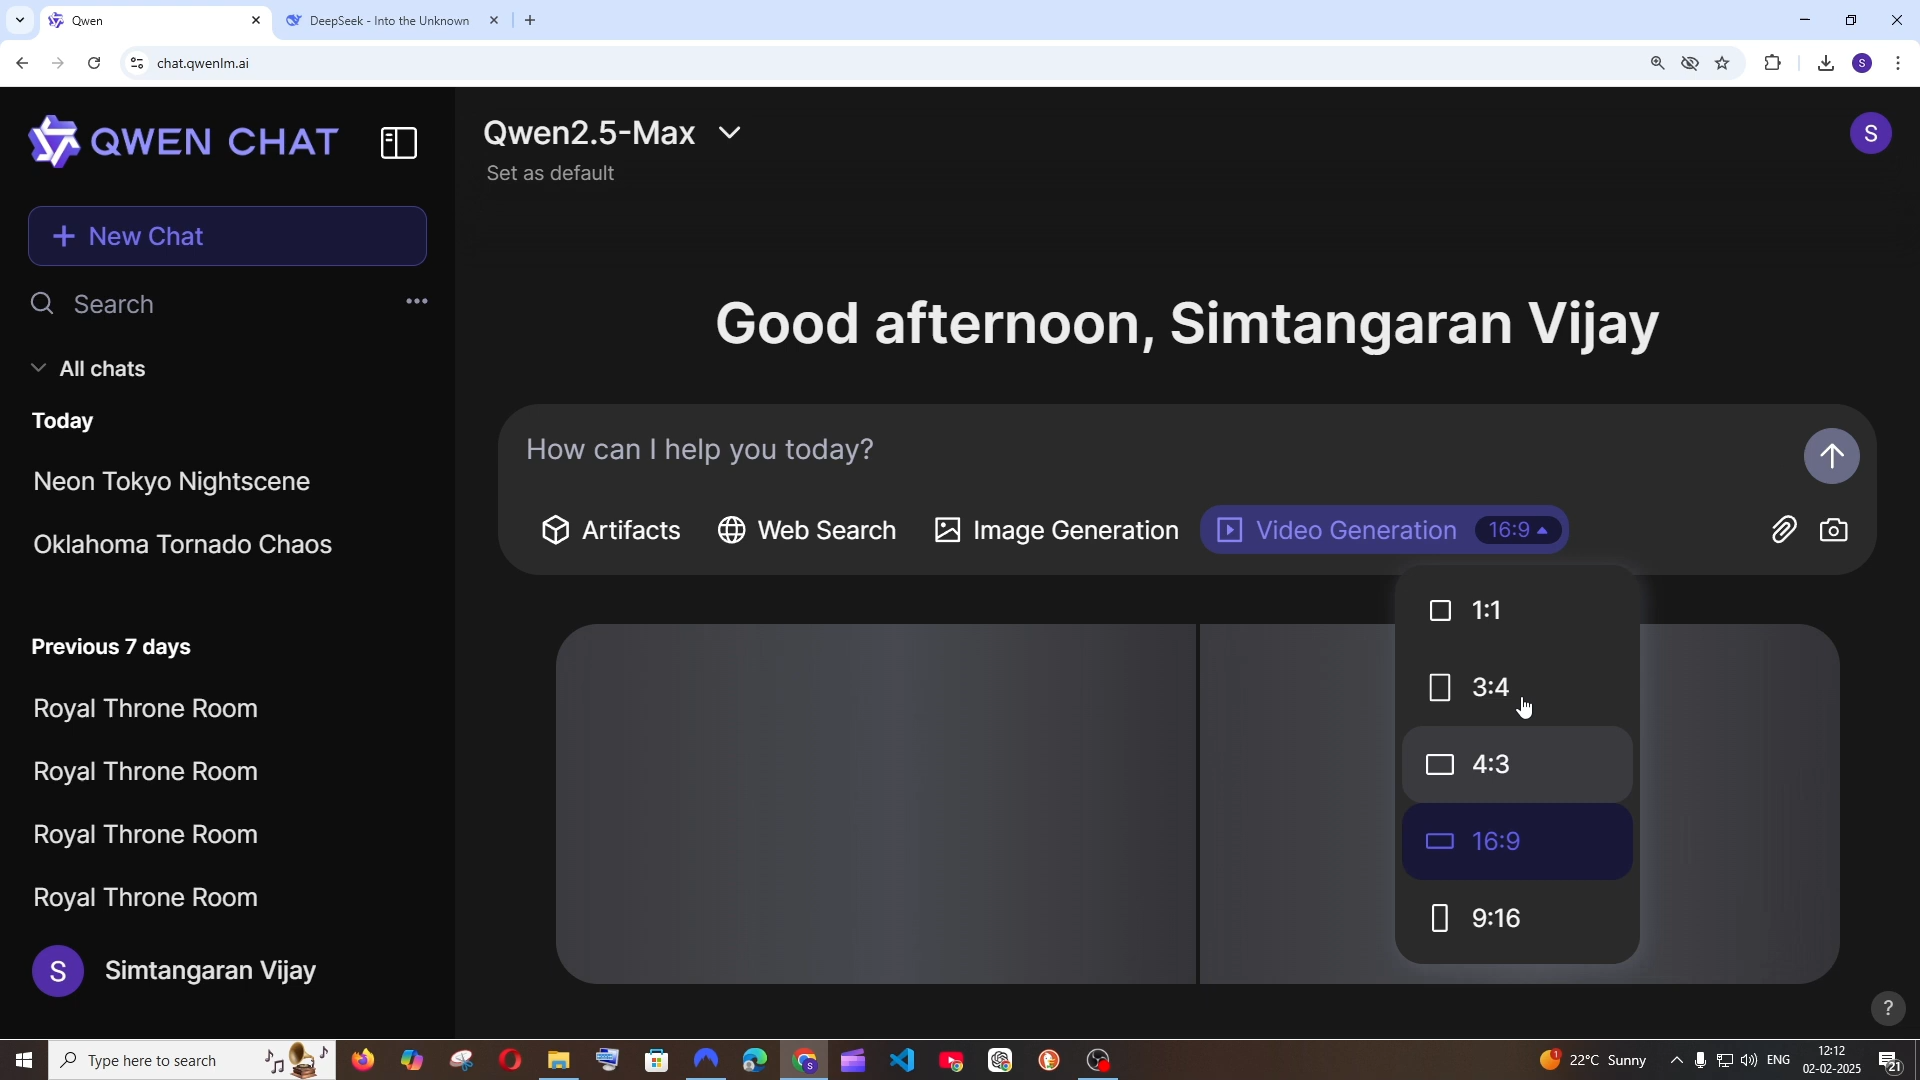 Qwen
DeepSeek - Into the Unknown
chat.qwenlm.ai
S
QWEN CHAT
Qwen2.5-Max
Set as default
S
New Chat
Search
All chats
Today
Neon Tokyo Nightscene
Oklahoma Tornado Chaos
Previous 7 days
Royal Throne Room
Royal Throne Room
Royal Throne Room
Royal Throne Room
S Simtangaran Vijay
Good afternoon, Simtangaran Vijay
How can I help you today?
Artifacts Web Search Image Generation Video Generation 16:9
1:1
3:4
4:3
16:9
9:16
?
Type here to search
1
22°C Sunny
ENG
12:12
02-02-2025
21